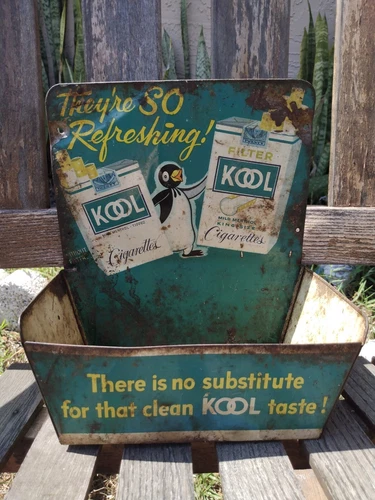 They're SO
Refreshing!
KOOL
Cigarettes
FILTER
KOOL
Cigarettes
There is no substitute
for that clean KOOL taste!